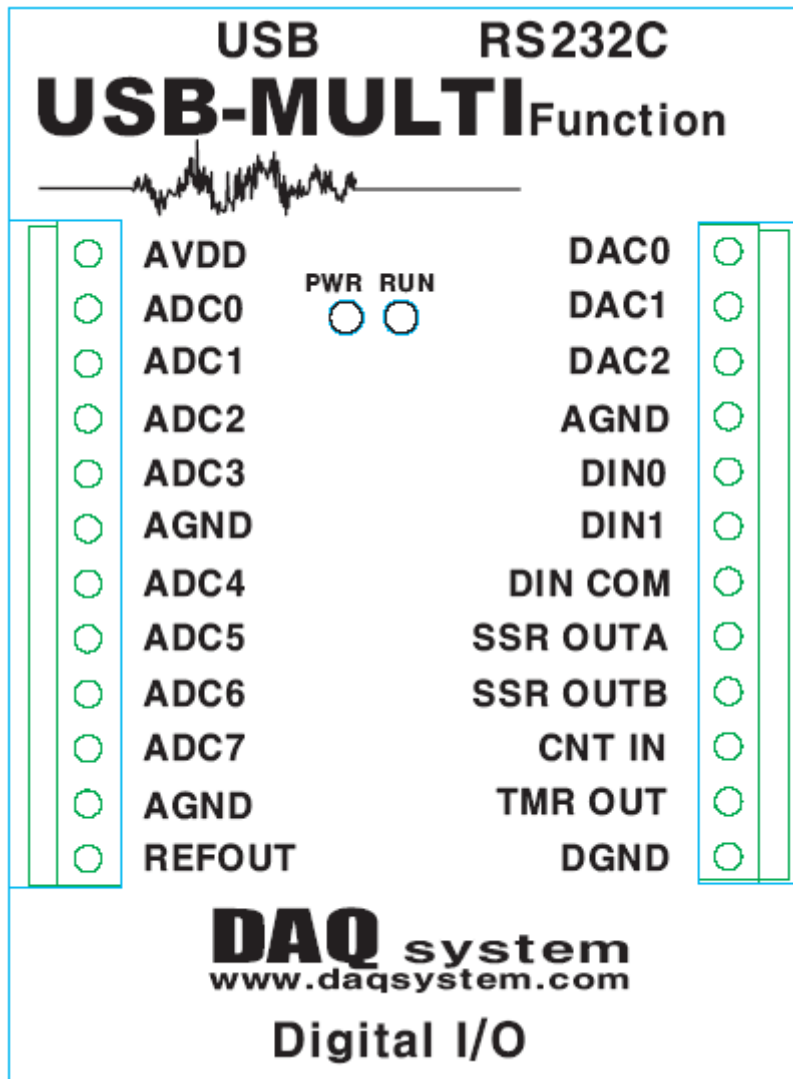 USB RS232C
USB-MULTI Function
AVDD
ADC0
ADC1
ADC2
ADC3
AGND
ADC4
ADC5
ADC6
ADC7
AGND
REFOUT
PWR RUN
DAC0
DAC1
DAC2
AGND
DIN0
DIN1
DIN COM
SSR OUTA
SSR OUTB
CNT IN
TMR OUT
DGND
DAQ system
www.daqsystem.com
Digital I/O